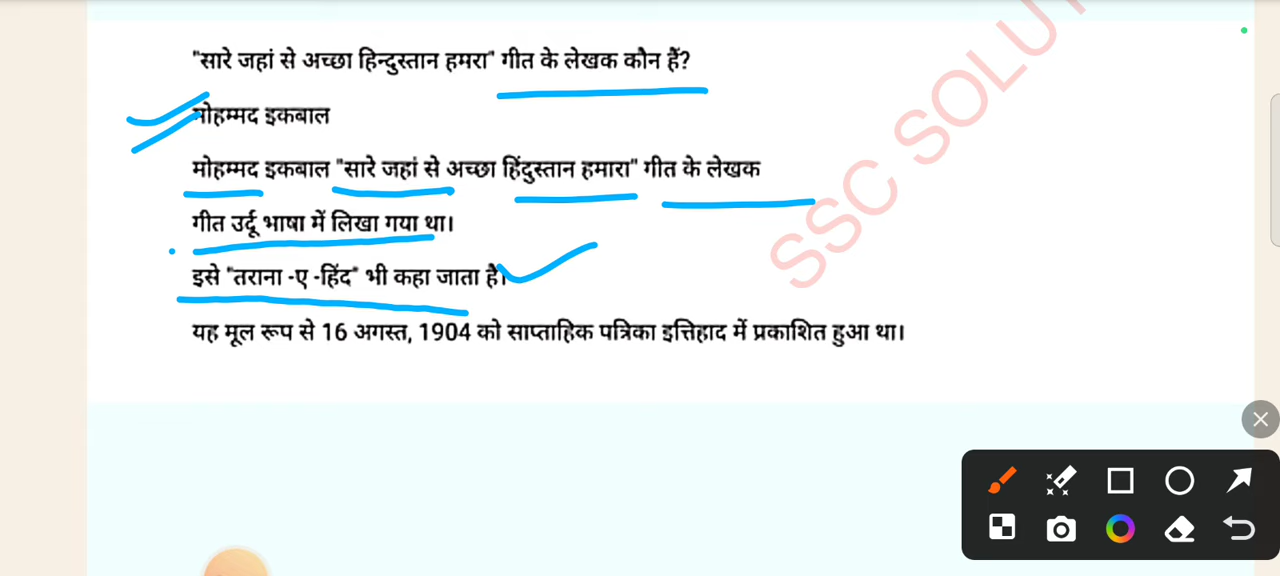 "सारे जहां से अच्छा हिन्दुस्तान हमरा" गीत के लेखक कौन हैं?
मोहम्मद इकबाल
मोहम्मद इकबाल "सारे जहां से अच्छा हिंदुस्तान हमारा" गीत के लेखक
गीत उर्दू भाषा में लिखा गया था।
इसे "तराना -ए -हिंद" भी कहा जाता है।
यह मूल रूप से 16 अगस्त, 1904 को साप्ताहिक पत्रिका इत्तिहाद में प्रकाशित हुआ था।
SSC